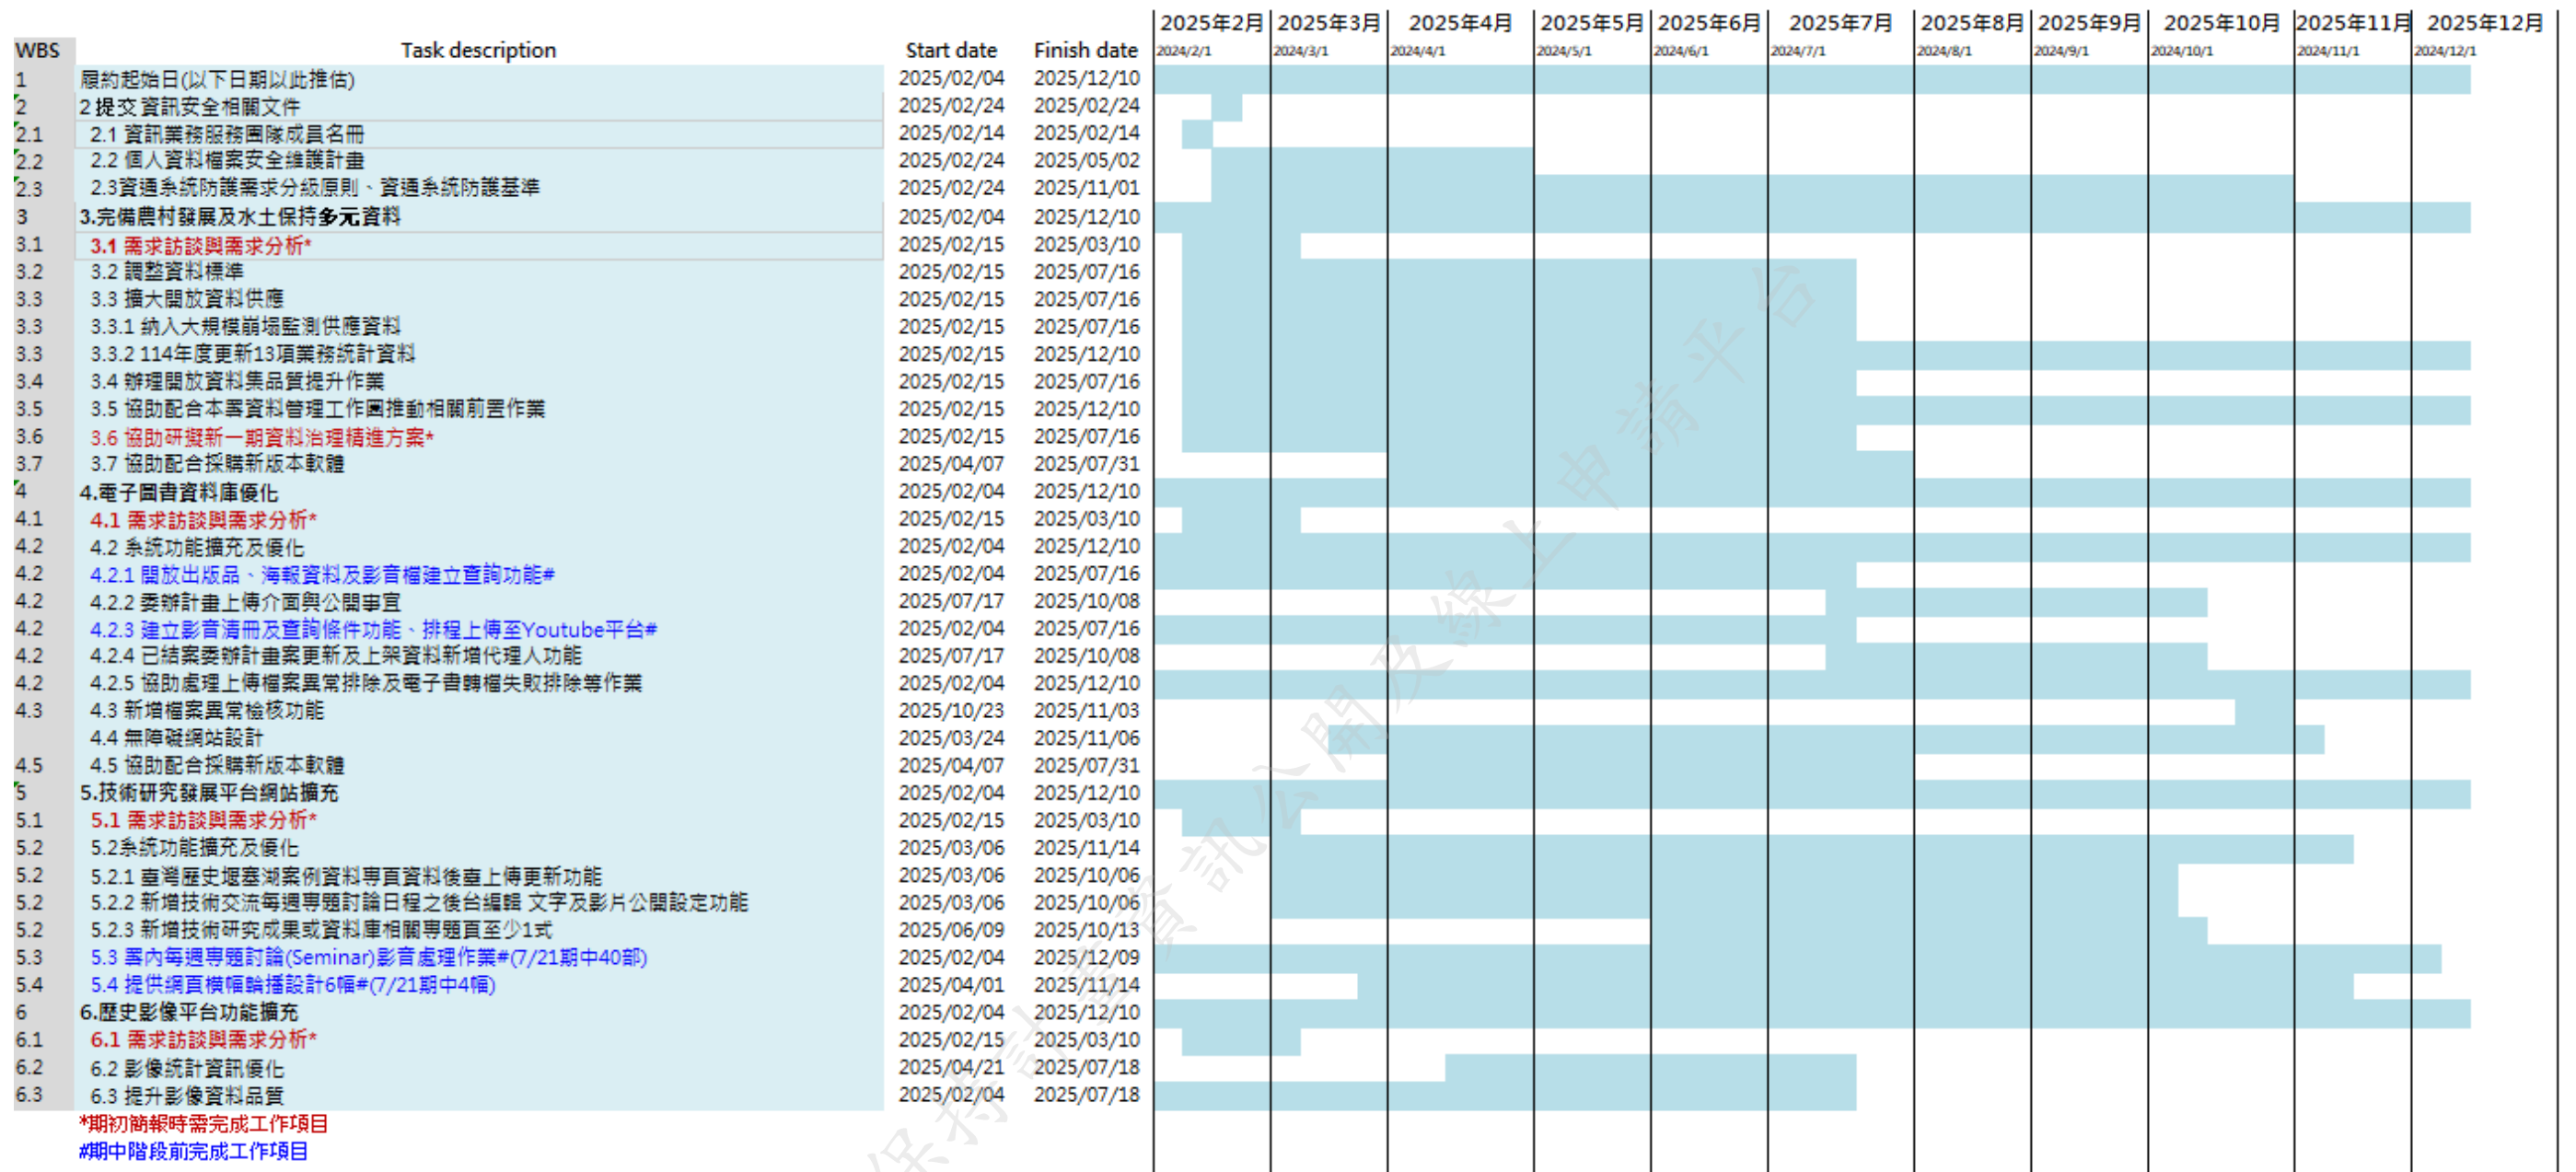 2025年2月 2025年3月 2025年4月 2025年5月 2025年6月 2025年7月 2025年8月 2025年9月 2025年10月 2025年11月 2025年12月
WBS Task description Start date Finish date 2024/2/1 2024/3/1 2024/4/1 2024/5/1 2024/6/1 2024/7/1 2024/8/1 2024/9/1 2024/10/1 2024/11/1 2024/12/1
1 履約起始日(以下日期以此推估) 2025/02/04 2025/12/10
2 2 提交資訊安全相關文件 2025/02/24 2025/02/24
2.1 2.1 資訊業務服務團隊成員名冊 2025/02/14 2025/02/14
2.2 2.2 個人資料檔案安全維護計畫 2025/02/24 2025/05/02
2.3 2.3資通系統防護需求分級原則、資通系統防護基準 2025/02/24 2025/11/01
3 3.完備農村發展及水土保持多元資料 2025/02/04 2025/12/10
3.1 3.1 需求訪談與需求分析* 2025/02/15 2025/03/10
3.2 3.2 調整資料標準 2025/02/15 2025/07/16
3.3 3.3 擴大開放資料供應 2025/02/15 2025/07/16
3.3 3.3.1 納入大規模崩塌監測供應資料 2025/02/15 2025/07/16
3.3 3.3.2 114年度更新13項業務統計資料 2025/02/15 2025/12/10
3.4 3.4 辦理開放資料集品質提升作業 2025/02/15 2025/07/16
3.5 3.5 協助配合本署資料管理工作圈推動相關前置作業 2025/02/15 2025/12/10
3.6 3.6 協助研擬新一期資料治理精進方案* 2025/02/15 2025/07/16
3.7 3.7 協助配合採購新版本軟體 2025/04/07 2025/07/31
4 4.電子圖書資料庫優化 2025/02/04 2025/12/10
4.1 4.1 需求訪談與需求分析* 2025/02/15 2025/03/10
4.2 4.2 系統功能擴充及優化 2025/02/04 2025/12/10
4.2 4.2.1 開放出版品、海報資料及影音檔建立查詢功能# 2025/02/04 2025/07/16
4.2 4.2.2 委辦計畫上傳介面與公開事宜 2025/07/17 2025/10/08
4.2 4.2.3 建立影音清冊及查詢條件功能、排程上傳至Youtube平台# 2025/02/04 2025/07/16
4.2 4.2.4 已結案委辦計畫案更新及上架資料新增代理人功能 2025/07/17 2025/10/08
4.2 4.2.5 協助處理上傳檔案異常排除及電子書轉檔失敗排除等作業 2025/02/04 2025/12/10
4.3 4.3 新增檔案異常檢核功能 2025/10/23 2025/11/03
4.4 無障礙網站設計 2025/03/24 2025/11/06
4.5 4.5 協助配合採購新版本軟體 2025/04/07 2025/07/31
5 5.技術研究發展平台網站擴充 2025/02/04 2025/12/10
5.1 5.1 需求訪談與需求分析* 2025/02/15 2025/03/10
5.2 5.2系統功能擴充及優化 2025/03/06 2025/11/14
5.2 5.2.1 臺灣歷史堰塞湖案例資料專頁資料後臺上傳更新功能 2025/03/06 2025/10/06
5.2 5.2.2 新增技術交流每週專題討論日程之後台編輯 文字及影片公開設定功能 2025/03/06 2025/10/06
5.2 5.2.3 新增技術研究成果或資料庫相關專題頁至少1式 2025/06/09 2025/10/13
5.3 5.3 署內每週專題討論(Seminar)影音處理作業#(7/21期中40部) 2025/02/04 2025/12/09
5.4 5.4 提供網頁橫幅輪播設計6幅#(7/21期中4幅) 2025/04/01 2025/11/14
6 6.歷史影像平台功能擴充 2025/02/04 2025/12/10
6.1 6.1 需求訪談與需求分析* 2025/02/15 2025/03/10
6.2 6.2 影像統計資訊優化 2025/04/21 2025/07/18
6.3 6.3 提升影像資料品質 2025/02/04 2025/07/18
*期初簡報時需完成工作項目
#期中階段前完成工作項目
保持計畫資訊公開及線上申請平台